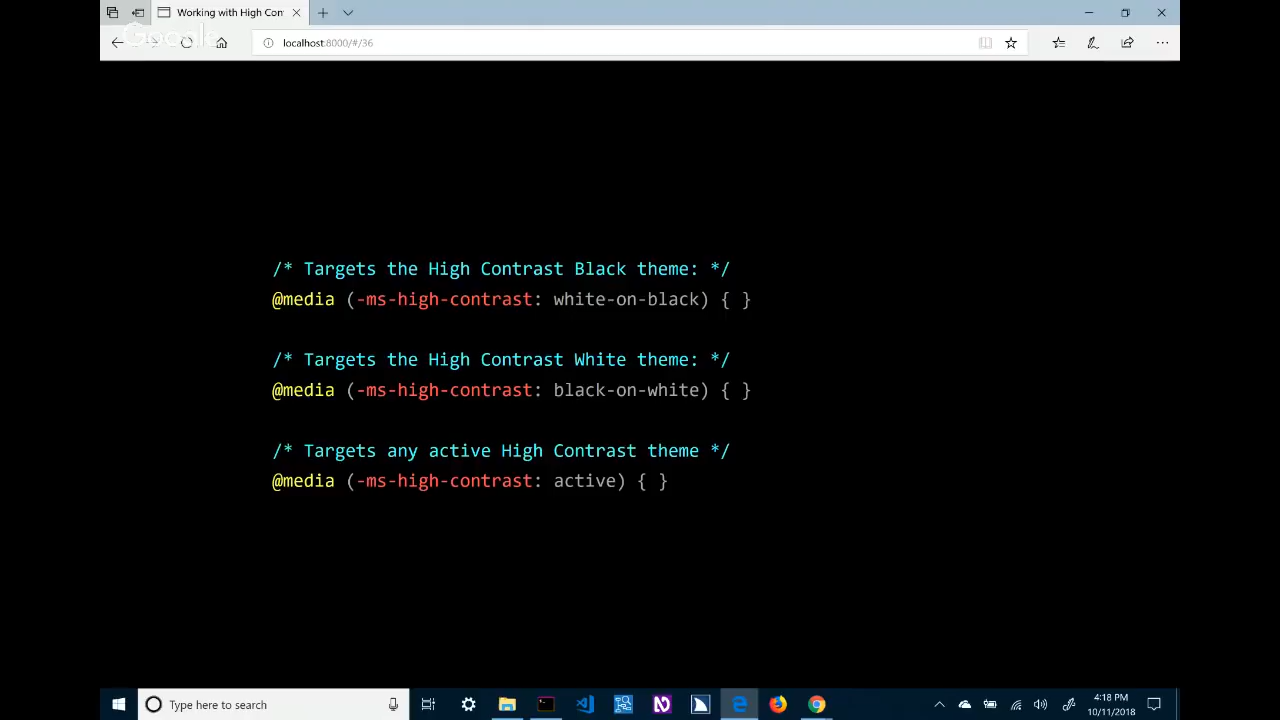 Working with High Con
Google
localhost:8000/#/36
/* Targets the High Contrast Black theme: */
@media (-ms-high-contrast: white-on-black) { }
/* Targets the High Contrast White theme: */
@media (-ms-high-contrast: black-on-white) { }
/* Targets any active High Contrast theme */
@media (-ms-high-contrast: active) { }
Type here to search
4:18 PM
10/11/2018